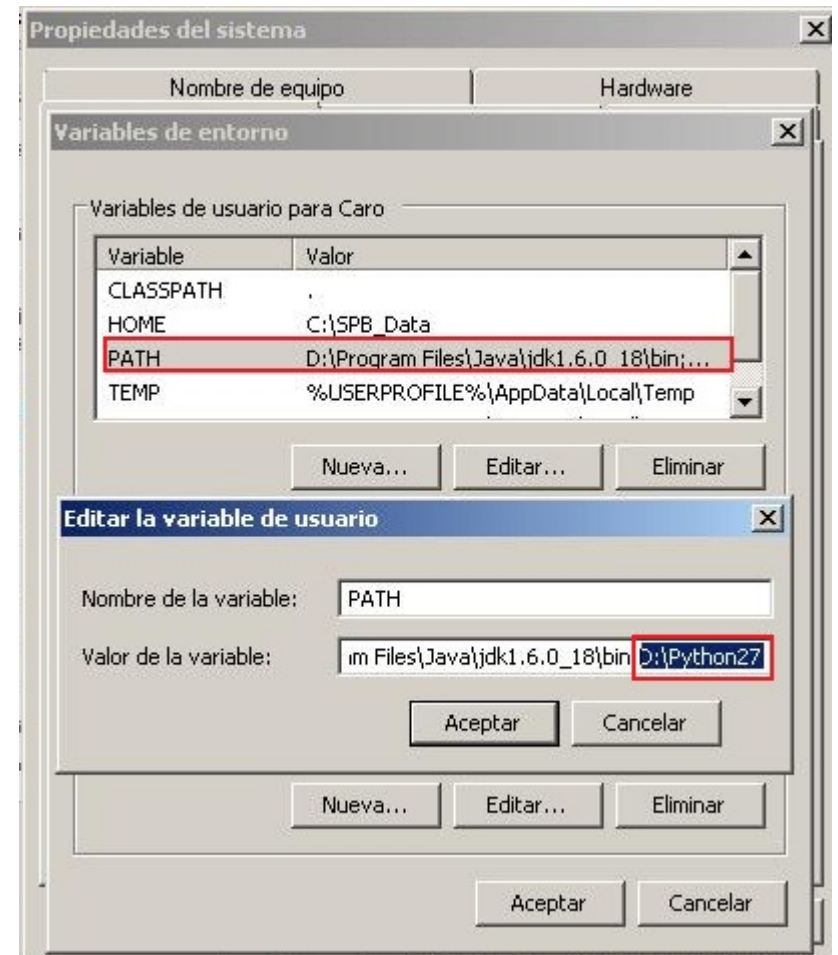 Propiedades del sistema
Nombre de equipo
Hardware
Variables de entorno
Variables de usuario para Caro
Variable Valor
CLASSPATH .
HOME C:\SPB_Data
PATH D:\Program Files\Java\jdk1.6.0_18\bin;...
TEMP %USERPROFILE%\AppData\Local\Temp
Nueva... Editar... Eliminar
Editar la variable de usuario
Nombre de la variable: PATH
Valor de la variable: m Files\Java\jdk1.6.0_18\bin D:\Python27
Aceptar Cancelar
Nueva... Editar... Eliminar
Aceptar Cancelar